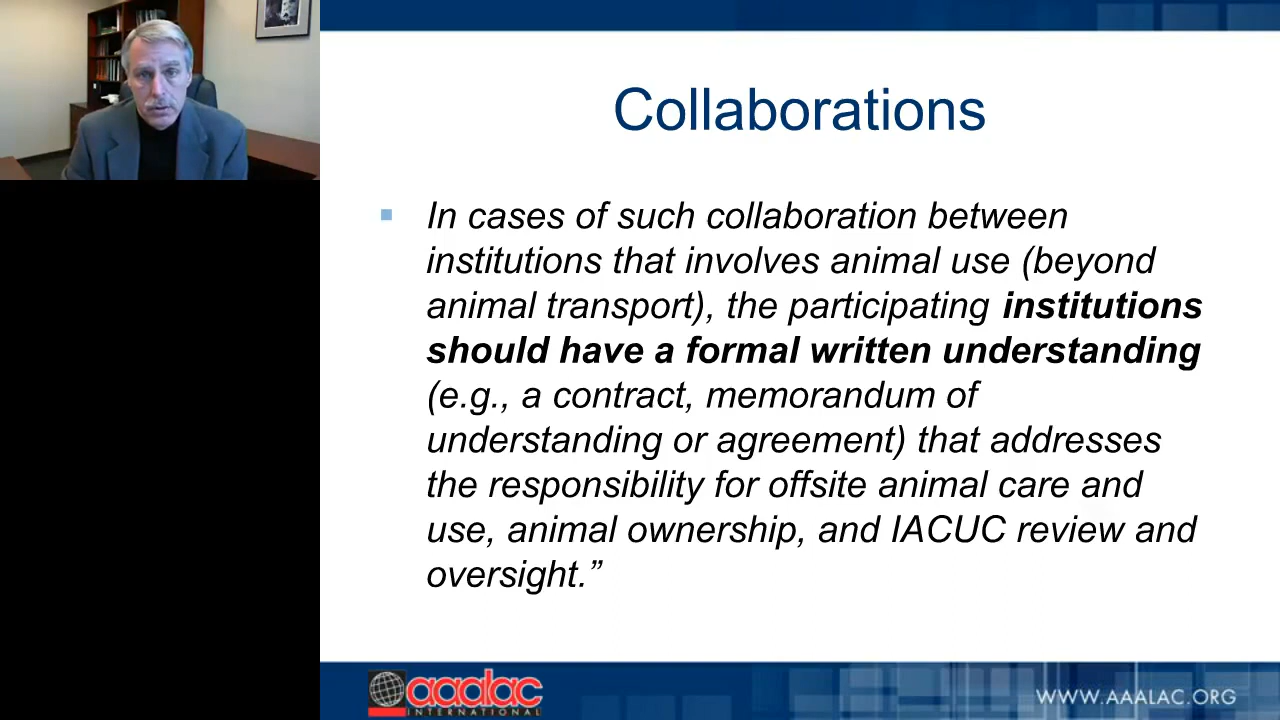 Collaborations
In cases of such collaboration between
institutions that involves animal use (beyond
animal transport), the participating institutions
should have a formal written understanding
(e.g., a contract, memorandum of
understanding or agreement) that addresses
the responsibility for offsite animal care and
use, animal ownership, and IACUC review and
oversight.”
aaalac
INTERNATIONAL
WWW.AAALAC.ORG